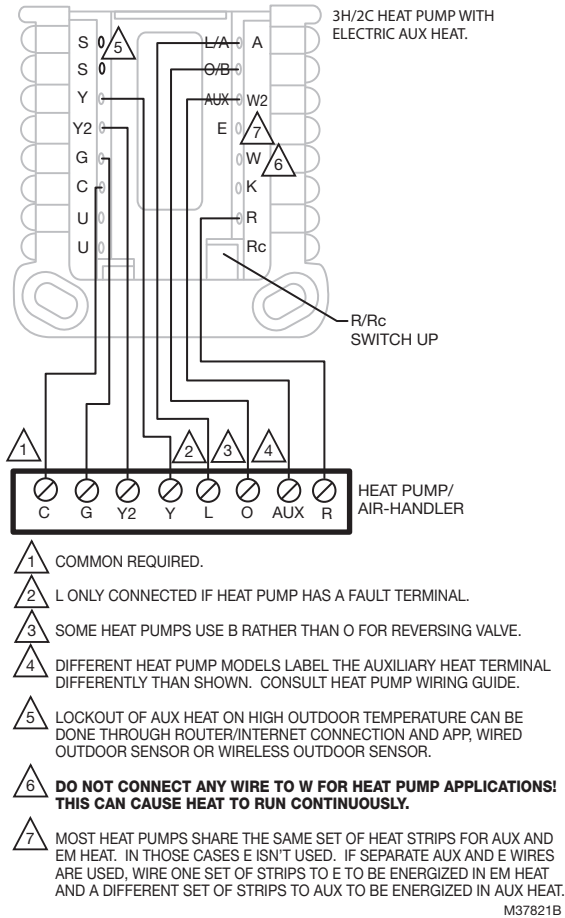 3H/2C HEAT PUMP WITH
ELECTRIC AUX HEAT.
S 5 L/A A
S O/B
Y AUX W2
Y2 E 7
G W 6
C K
U R
U Rc
R/Rc
SWITCH UP
1 2 3 4
C G Y2 Y L O AUX R
HEAT PUMP/
AIR-HANDLER
1 COMMON REQUIRED.
2 L ONLY CONNECTED IF HEAT PUMP HAS A FAULT TERMINAL.
3 SOME HEAT PUMPS USE B RATHER THAN O FOR REVERSING VALVE.
4 DIFFERENT HEAT PUMP MODELS LABEL THE AUXILIARY HEAT TERMINAL
DIFFERENTLY THAN SHOWN. CONSULT HEAT PUMP WIRING GUIDE.
5 LOCKOUT OF AUX HEAT ON HIGH OUTDOOR TEMPERATURE CAN BE
DONE THROUGH ROUTER/INTERNET CONNECTION AND APP, WIRED
OUTDOOR SENSOR OR WIRELESS OUTDOOR SENSOR.
6 DO NOT CONNECT ANY WIRE TO W FOR HEAT PUMP APPLICATIONS!
THIS CAN CAUSE HEAT TO RUN CONTINUOUSLY.
7 MOST HEAT PUMPS SHARE THE SAME SET OF HEAT STRIPS FOR AUX AND
EM HEAT. IN THOSE CASES E ISN'T USED. IF SEPARATE AUX AND E WIRES
ARE USED, WIRE ONE SET OF STRIPS TO E TO BE ENERGIZED IN EM HEAT
AND A DIFFERENT SET OF STRIPS TO AUX TO BE ENERGIZED IN AUX HEAT.
M37821B